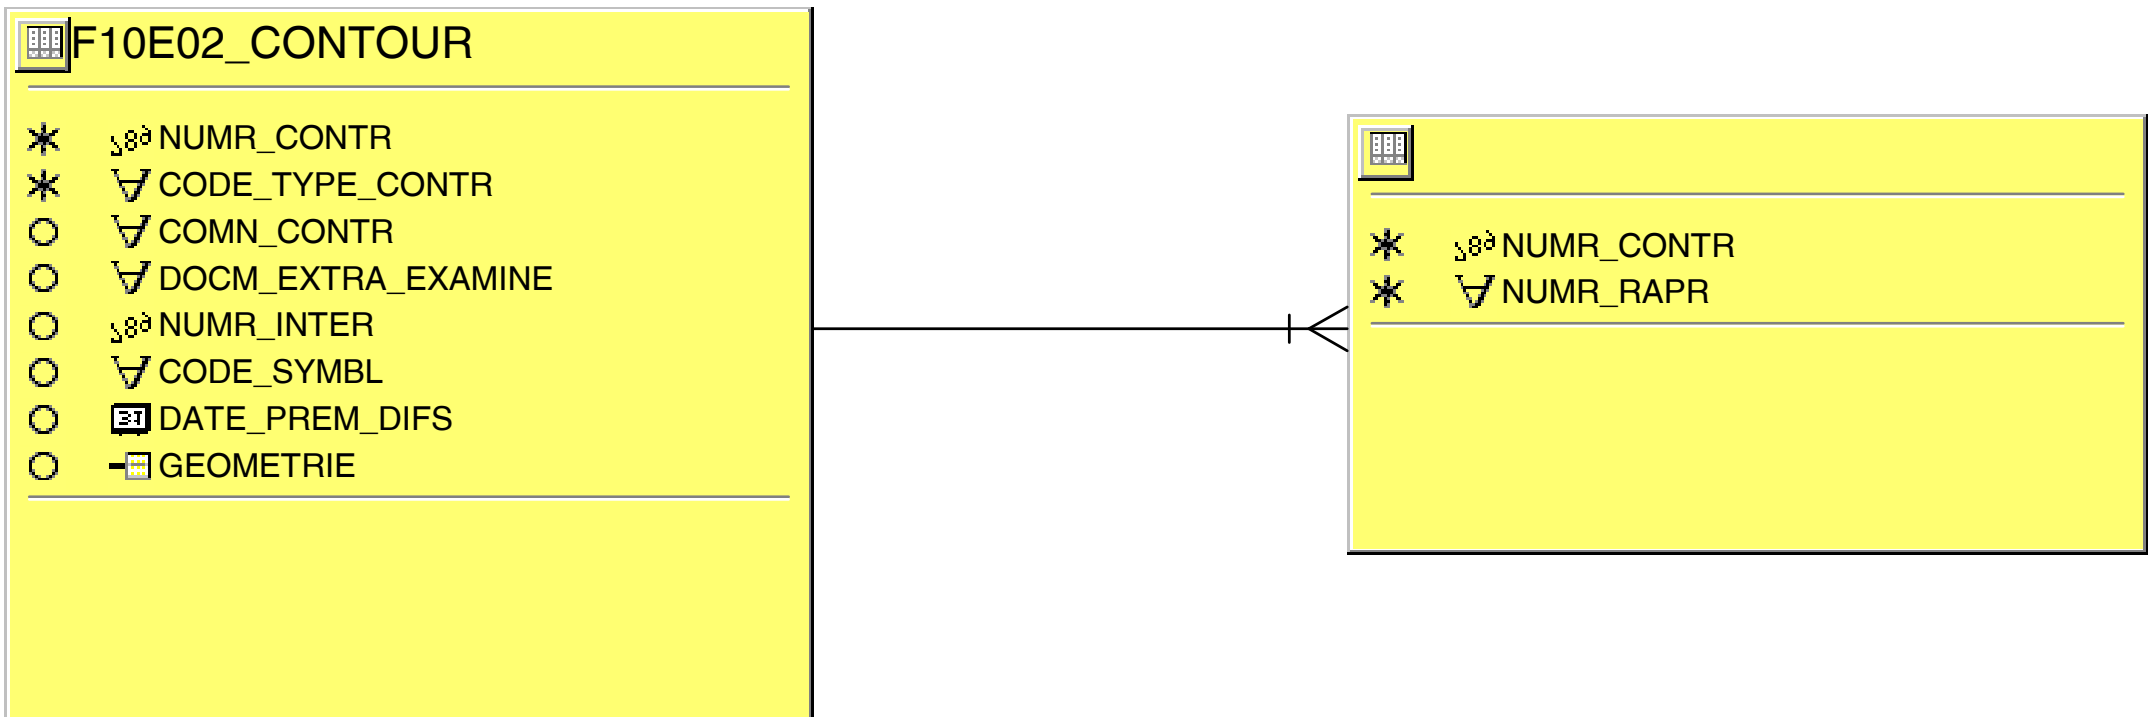 F10E02_CONTOUR
NUMR_CONTR
CODE_TYPE_CONTR
COMN_CONTR
DOCM_EXTRA_EXAMINE
NUMR_INTER
CODE_SYMBL
DATE_PREM_DIFS
GEOMETRIE
NUMR_CONTR
NUMR_RAPR